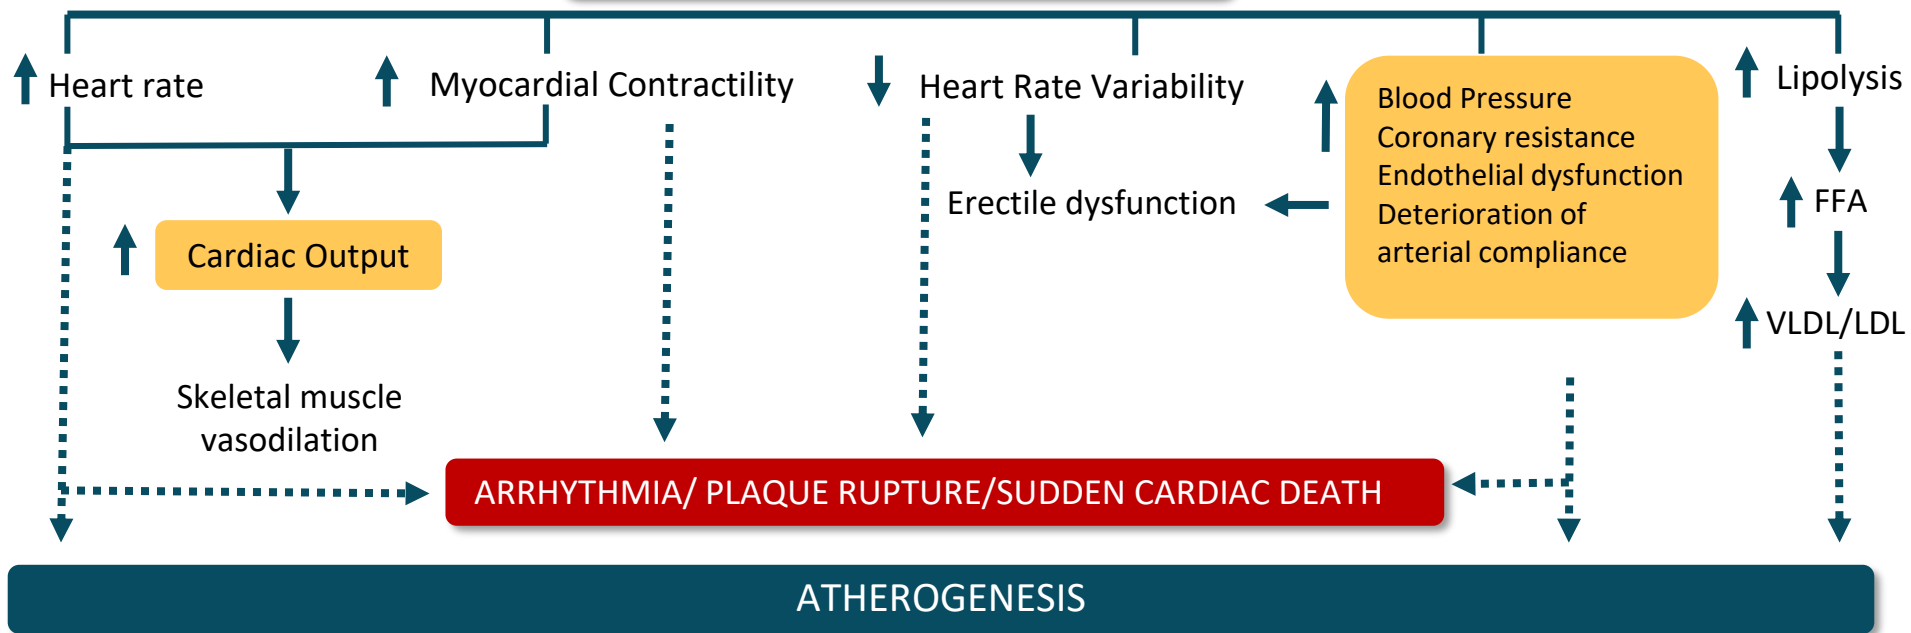 Heart rate
Myocardial Contractility
Heart Rate Variability
Blood Pressure
Coronary resistance
Endothelial dysfunction
Deterioration of
arterial compliance
Lipolysis
Erectile dysfunction
FFA
Cardiac Output
VLDL/LDL
Skeletal muscle
vasodilation
ARRHYTHMIA/ PLAQUE RUPTURE/SUDDEN CARDIAC DEATH
ATHEROGENESIS